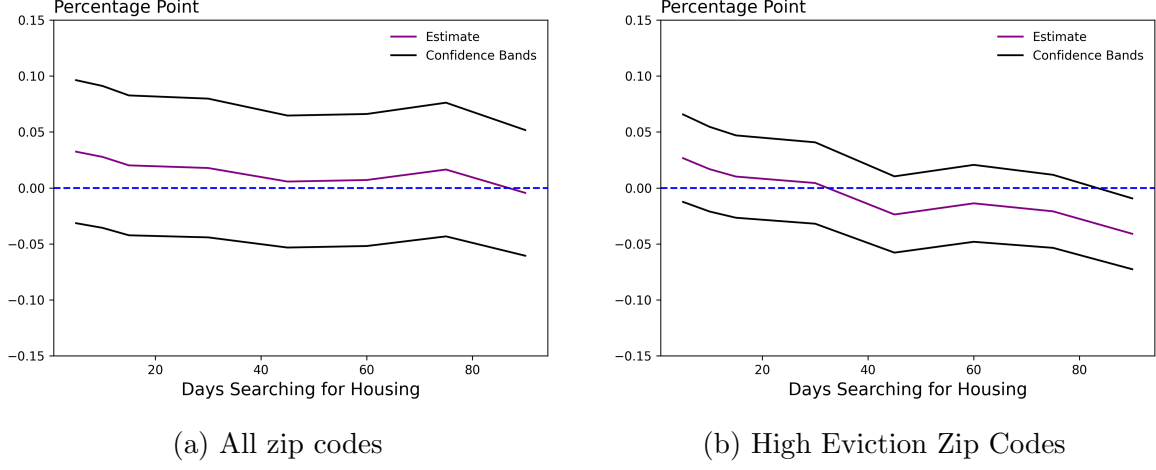 Percentage Point
0.15
0.10
0.05
0.00
−0.05
−0.10
−0.15
Estimate
Confidence Bands
20
40
60
80
Days Searching for Housing
(a) All zip codes
Percentage Point
0.15
0.10
0.05
0.00
−0.05
−0.10
−0.15
Estimate
Confidence Bands
20
40
60
80
Days Searching for Housing
(b) High Eviction Zip Codes